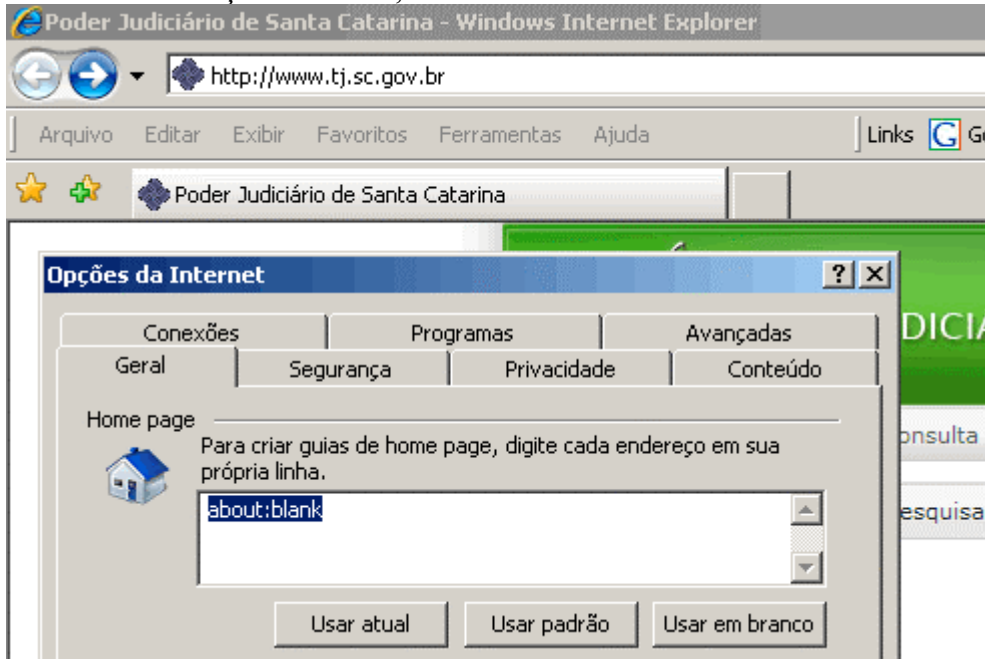 Poder Judiciário de Santa Catarina - Windows Internet Explorer
http://www.tj.sc.gov.br
Arquivo Editar Exibir Favoritos Ferramentas Ajuda Links G
Poder Judiciário de Santa Catarina
Opções da Internet ? X
DICIA
Conexões Programas Avançadas
Geral Segurança Privacidade Conteúdo
Home page
onsulta
Para criar guias de home page, digite cada endereço em sua
própria linha.
about:blank
esquisa
Usar atual Usar padrão Usar em branco